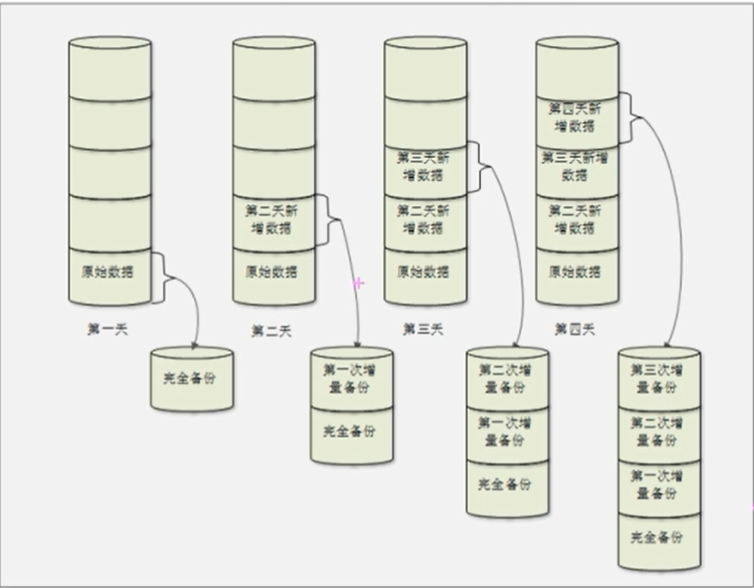 第四天新
增数据
第三天新
增数据
第三天新增
数据
第二天新
增数据
第二天新
增数据
第二天新
增数据
原始数据
原始数据
原始数据
原始数据
第一天
第二天
第三天
第四天
完全备份
第一次增
量备份
完全备份
第二次增
量备份
第一次增
量备份
完全备份
第三次增
量备份
第二次增
量备份
第一次增
量备份
完全备份